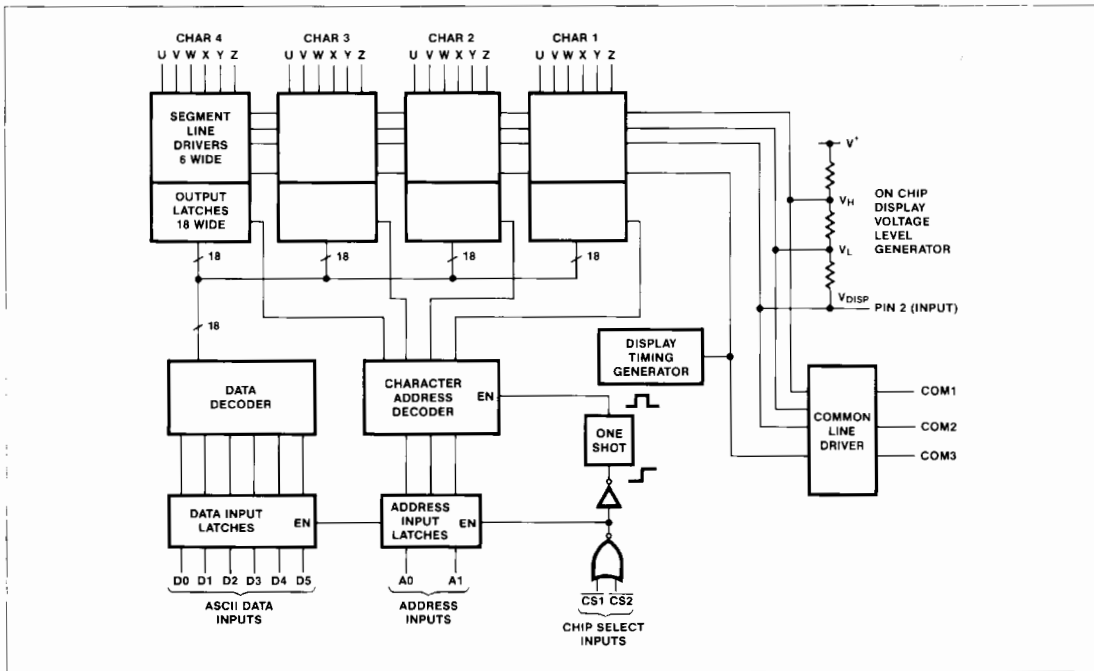 CHAR 4 CHAR 3 CHAR 2 CHAR 1
U V W X Y Z U V W X Y Z U V W X Y Z U V W X Y Z
SEGMENT
LINE
DRIVERS
6 WIDE
OUTPUT
LATCHES
18 WIDE
V+
VH
VL
VDISP
PIN 2 (INPUT)
ON CHIP
DISPLAY
VOLTAGE
LEVEL
GENERATOR
18 18 18 18
18
DISPLAY
TIMING
GENERATOR
DATA
DECODER
CHARACTER
ADDRESS
DECODER
EN
ONE
SHOT
COMMON
LINE
DRIVER
COM1
COM2
COM3
DATA INPUT
LATCHES
EN
ADDRESS
INPUT
LATCHES
EN
D0 D1 D2 D3 D4 D5
ASCII DATA
INPUTS
A0 A1
ADDRESS
INPUTS
CS1 CS2
CHIP SELECT
INPUTS